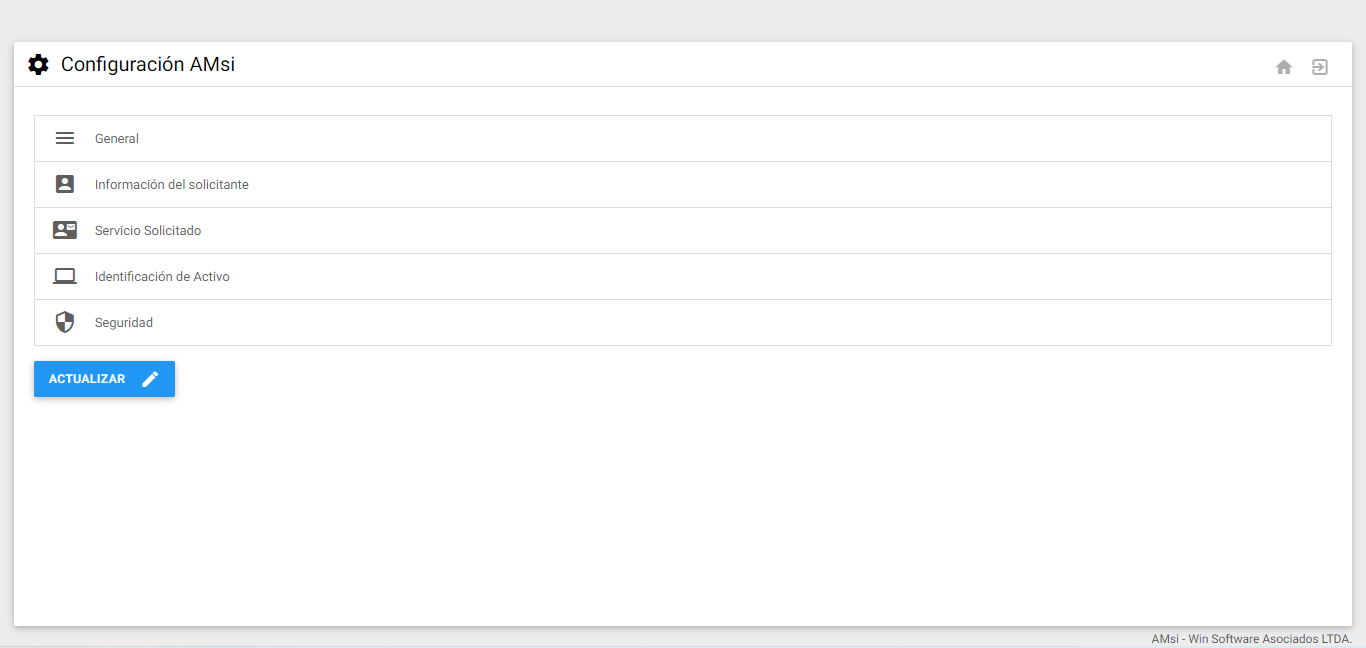 Configuración AMsi
General
Información del solicitante
Servicio Solicitado
Identificación de Activo
Seguridad
ACTUALIZAR
AMsi - Win Software Asociados LTDA.